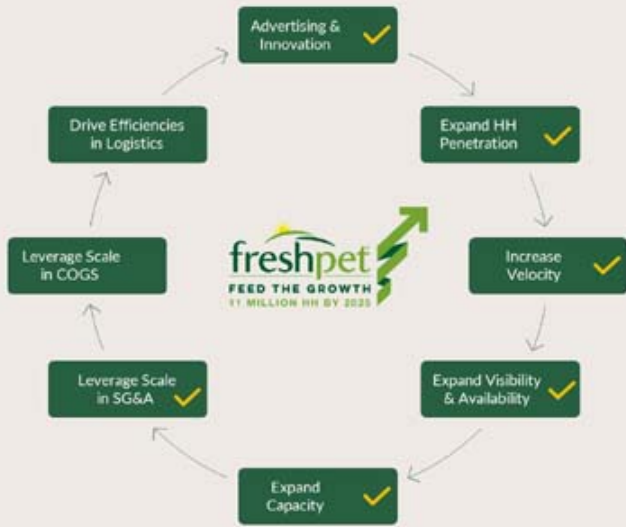 Advertising &
Innovation
Drive Efficiencies
in Logistics
Expand HH
Penetration
freshpet
FEED THE GROWTH
11 MILLION HH BY 2025
Leverage Scale
in COGS
Increase
Velocity
Leverage Scale
in SG&A
Expand Visibility
& Availability
Expand
Capacity